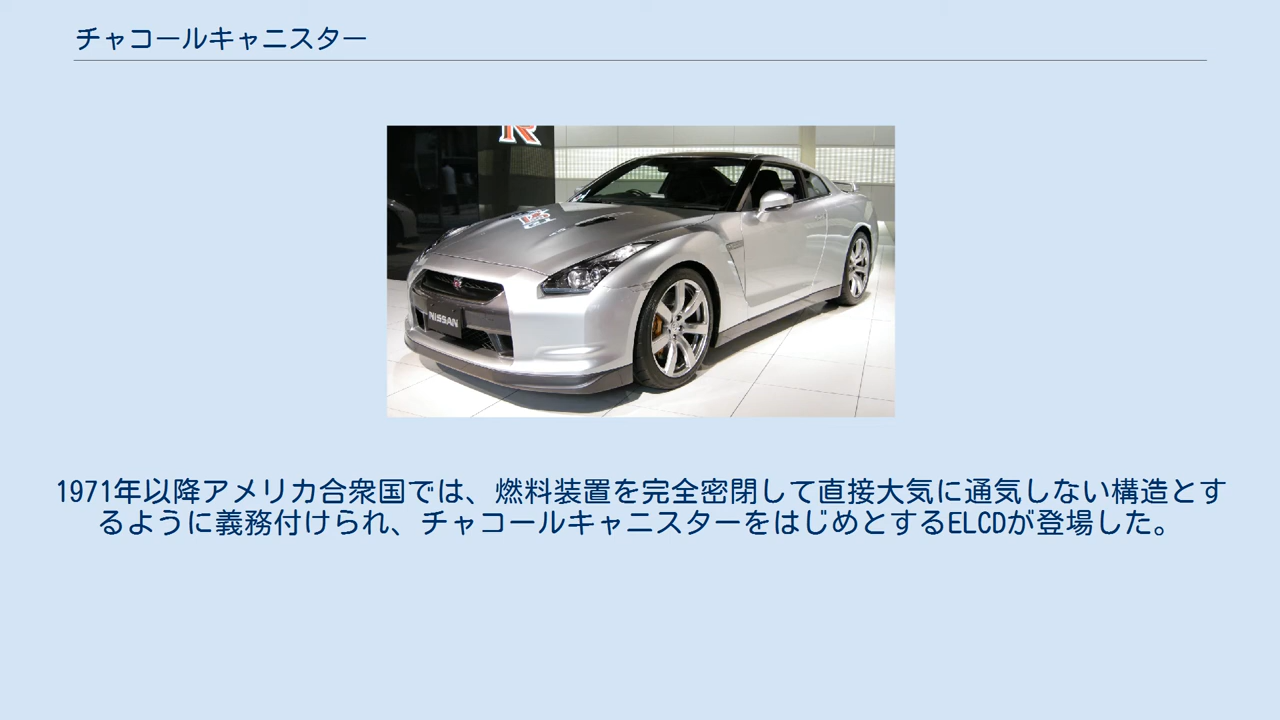 チャコールキャニスター
R
NISSAN
1971年以降アメリカ合衆国では、燃料装置を完全密閉して直接大気に通気しない構造とす
るように義務付けられ、チャコールキャニスターをはじめとするELCDが登場した。